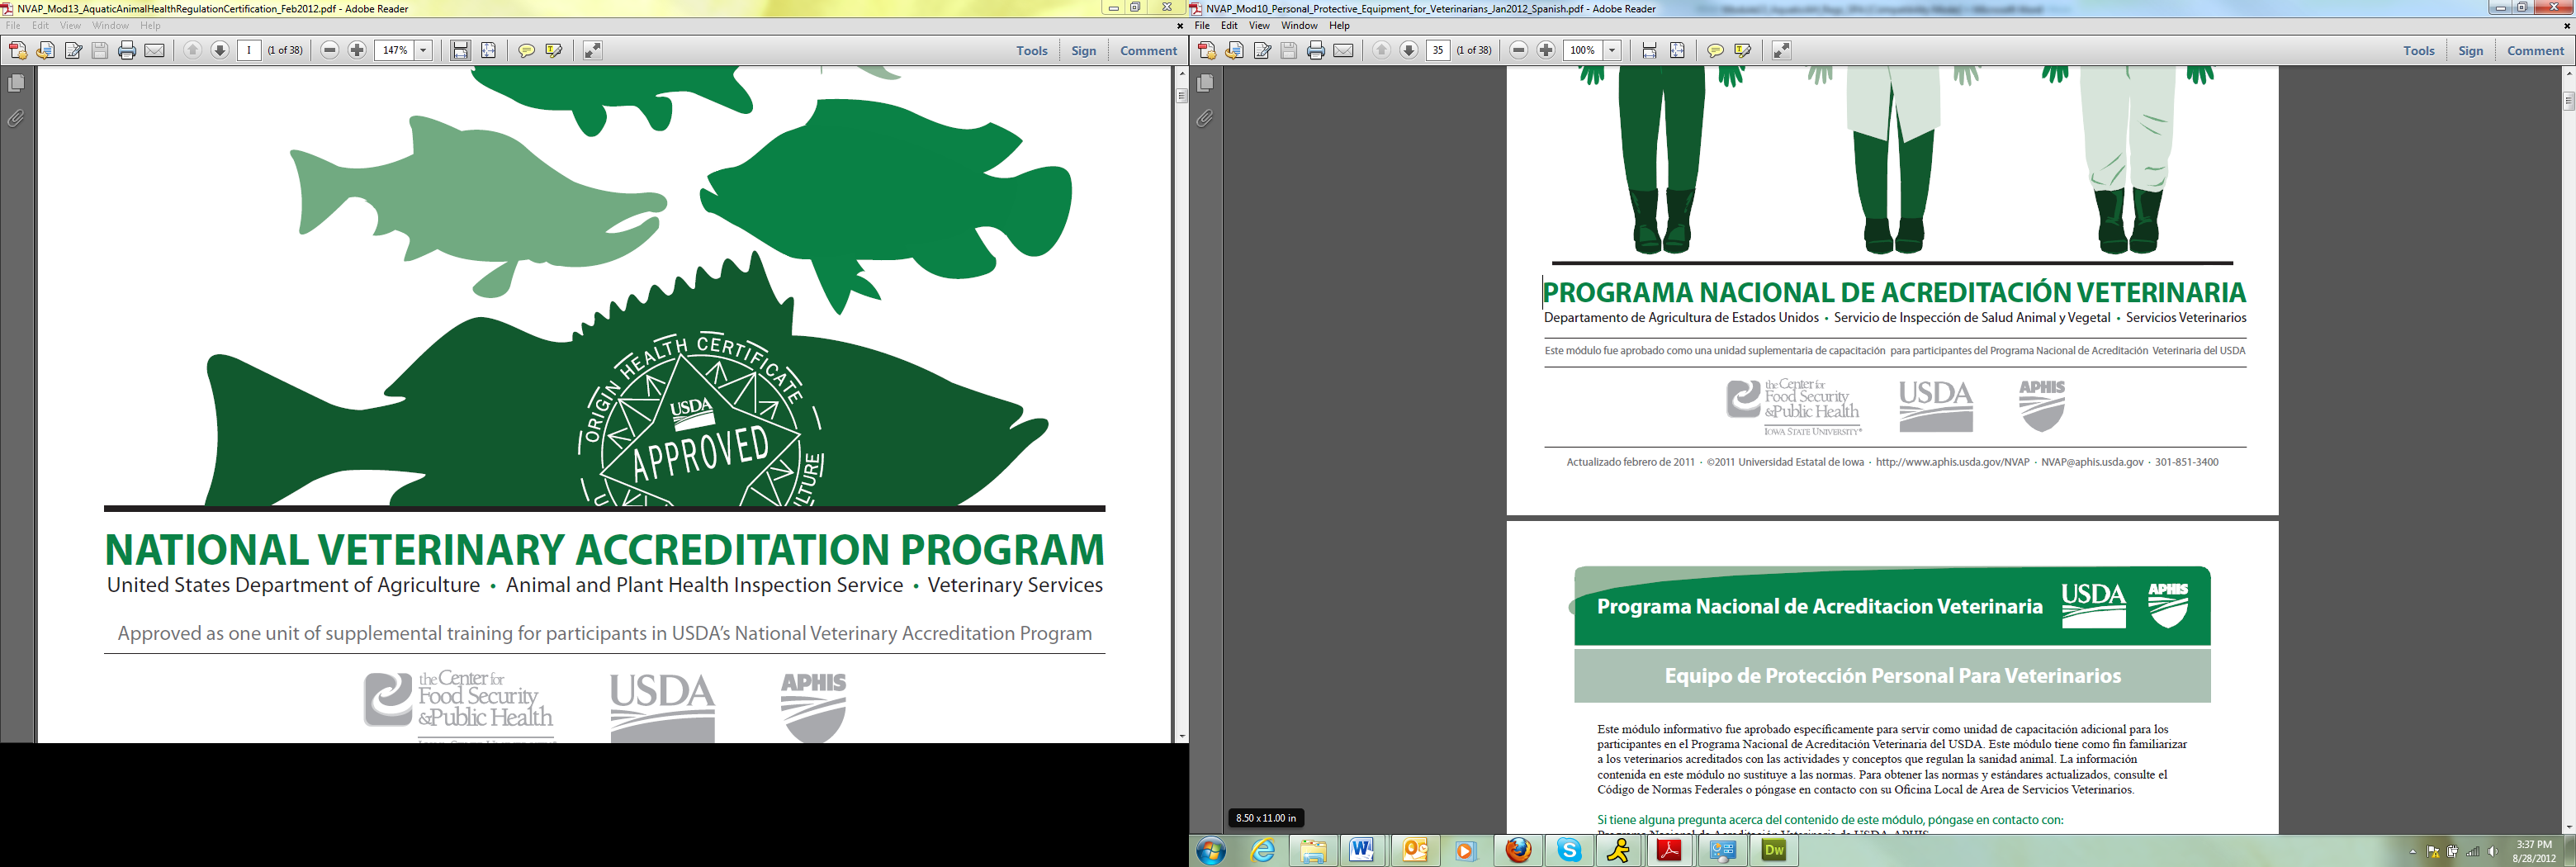 NVAP_Mod13_AquaticAnimalHealthRegulationCertification_Feb2012.pdf - Adobe Reader
File Edit View Window Help
I (1 of 38) 147% Tools Sign Comment
ORIGIN HEALTH CERTIFICATE
USDA
APPROVED
NATIONAL VETERINARY ACCREDITATION PROGRAM
United States Department of Agriculture • Animal and Plant Health Inspection Service • Veterinary Services
Approved as one unit of supplemental training for participants in USDA's National Veterinary Accreditation Program
the Center for
Food Security
&Public Health
USDA
APHIS
NVAP_Mod10_Personal_Protective_Equipment_for_Veterinarians_Jan2012_Spanish.pdf - Adobe Reader
File Edit View Window Help
35 (1 of 38) 100% Tools Sign Comment
PROGRAMA NACIONAL DE ACREDITACIÓN VETERINARIA
Departamento de Agricultura de Estados Unidos • Servicio de Inspección de Salud Animal y Vegetal • Servicios Veterinarios
Este módulo fue aprobado como una unidad suplementaria de capacitación para participantes del Programa Nacional de Acreditación Veterinaria del USDA
the Center for
Food Security
&Public Health
IOWA STATE UNIVERSITY®
USDA
APHIS
Actualizado febrero de 2011 · ©2011 Universidad Estatal de Iowa · http://www.aphis.usda.gov/NVAP · NVAP@aphis.usda.gov · 301-851-3400
Programa Nacional de Acreditacion Veterinaria USDA APHIS
Equipo de Protección Personal Para Veterinarios
Este módulo informativo fue aprobado específicamente para servir como unidad de capacitación adicional para los
participantes en el Programa Nacional de Acreditación Veterinaria del USDA. Este módulo tiene como fin familiarizar
a los veterinarios acreditados con las actividades y conceptos que regulan la sanidad animal. La información
contenida en este módulo no sustituye a las normas. Para obtener las normas y estándares actualizados, consulte el
Código de Normas Federales o póngase en contacto con su Oficina Local de Area de Servicios Veterinarios.
Si tiene alguna pregunta acerca del contenido de este módulo, póngase en contacto con:
Programa Nacional de Acreditación Veterinaria de USDA APHIS
8.50 x 11.00 in
Dw
3:37 PM
8/28/2012